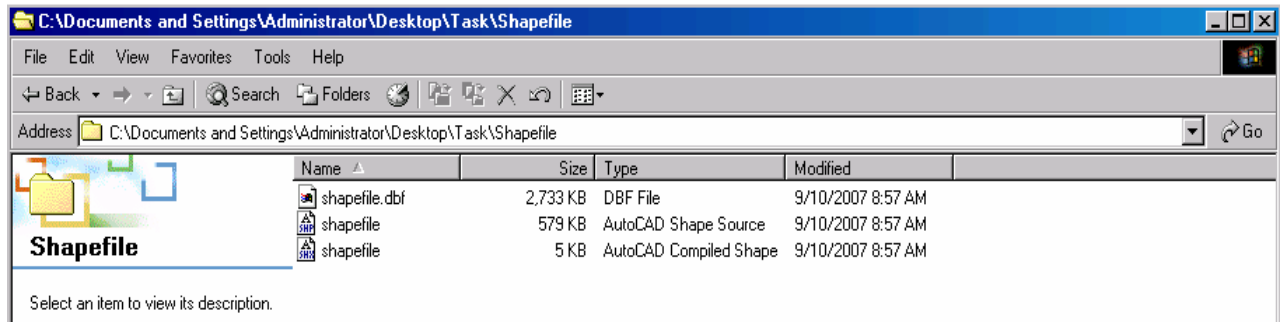 C:\Documents and Settings\Administrator\Desktop\Task\Shapefile
File Edit View Favorites Tools Help
Back Search Folders
Address C:\Documents and Settings\Administrator\Desktop\Task\Shapefile Go
Name Size Type Modified
shapefile.dbf 2,733 KB DBF File 9/10/2007 8:57 AM
shapefile 579 KB AutoCAD Shape Source 9/10/2007 8:57 AM
shapefile 5 KB AutoCAD Compiled Shape 9/10/2007 8:57 AM
Shapefile
Select an item to view its description.